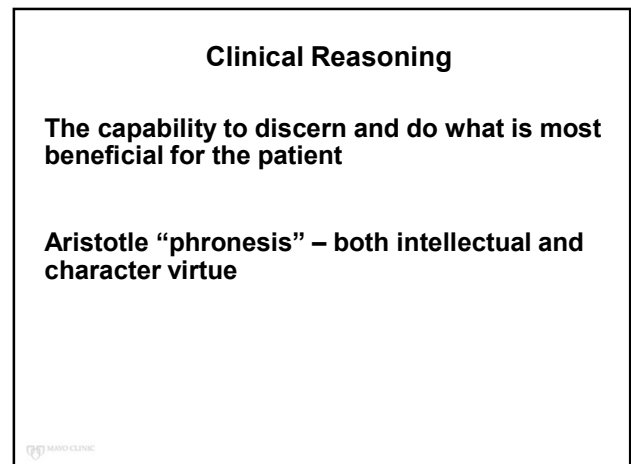 Clinical Reasoning
The capability to discern and do what is most
beneficial for the patient
Aristotle “phronesis” – both intellectual and
character virtue
MAYO CLINIC